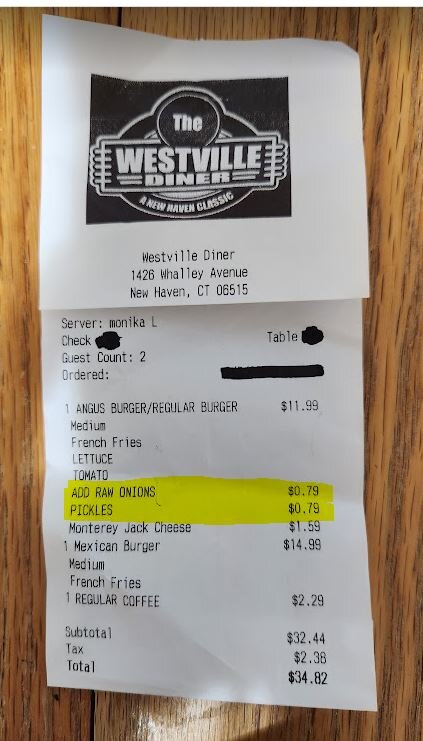 The
WESTVILLE
DINER
A NEW HAVEN CLASSIC
Westville Diner
1426 Whalley Avenue
New Haven, CT 06515
Server: monika L
Check Table
Guest Count: 2
Ordered:
1 ANGUS BURGER/REGULAR BURGER $11.99
Medium
French Fries
LETTUCE
TOMATO
ADD RAW ONIONS $0.79
PICKLES $0.79
Monterey Jack Cheese $1.59
1 Mexican Burger $14.99
Medium
French Fries
1 REGULAR COFFEE $2.29
Subtotal $32.44
Tax $2.38
Total $34.82